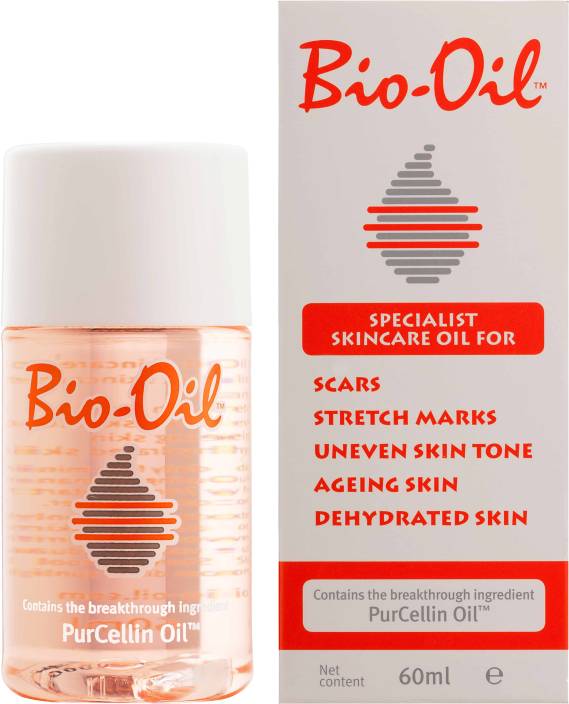 Bio-Oil™
Contains the breakthrough ingredient
PurCellin Oil™
Bio-Oil™
SPECIALIST
SKINCARE OIL FOR
SCARS
STRETCH MARKS
UNEVEN SKIN TONE
AGEING SKIN
DEHYDRATED SKIN
Contains the breakthrough ingredient
PurCellin Oil™
Net
content
60ml
℮